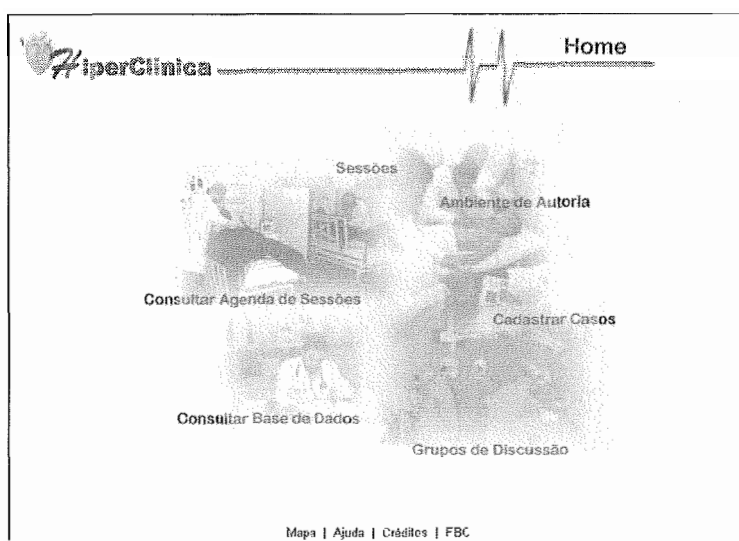 Home
HiperClinica
Sessões
Ambiente de Autoria
Consultar Agenda de Sessões
Cadastrar Casos
Consultar Base de Dados
Grupos de Discussão
Mapa | Ajuda | Créditos | FBC